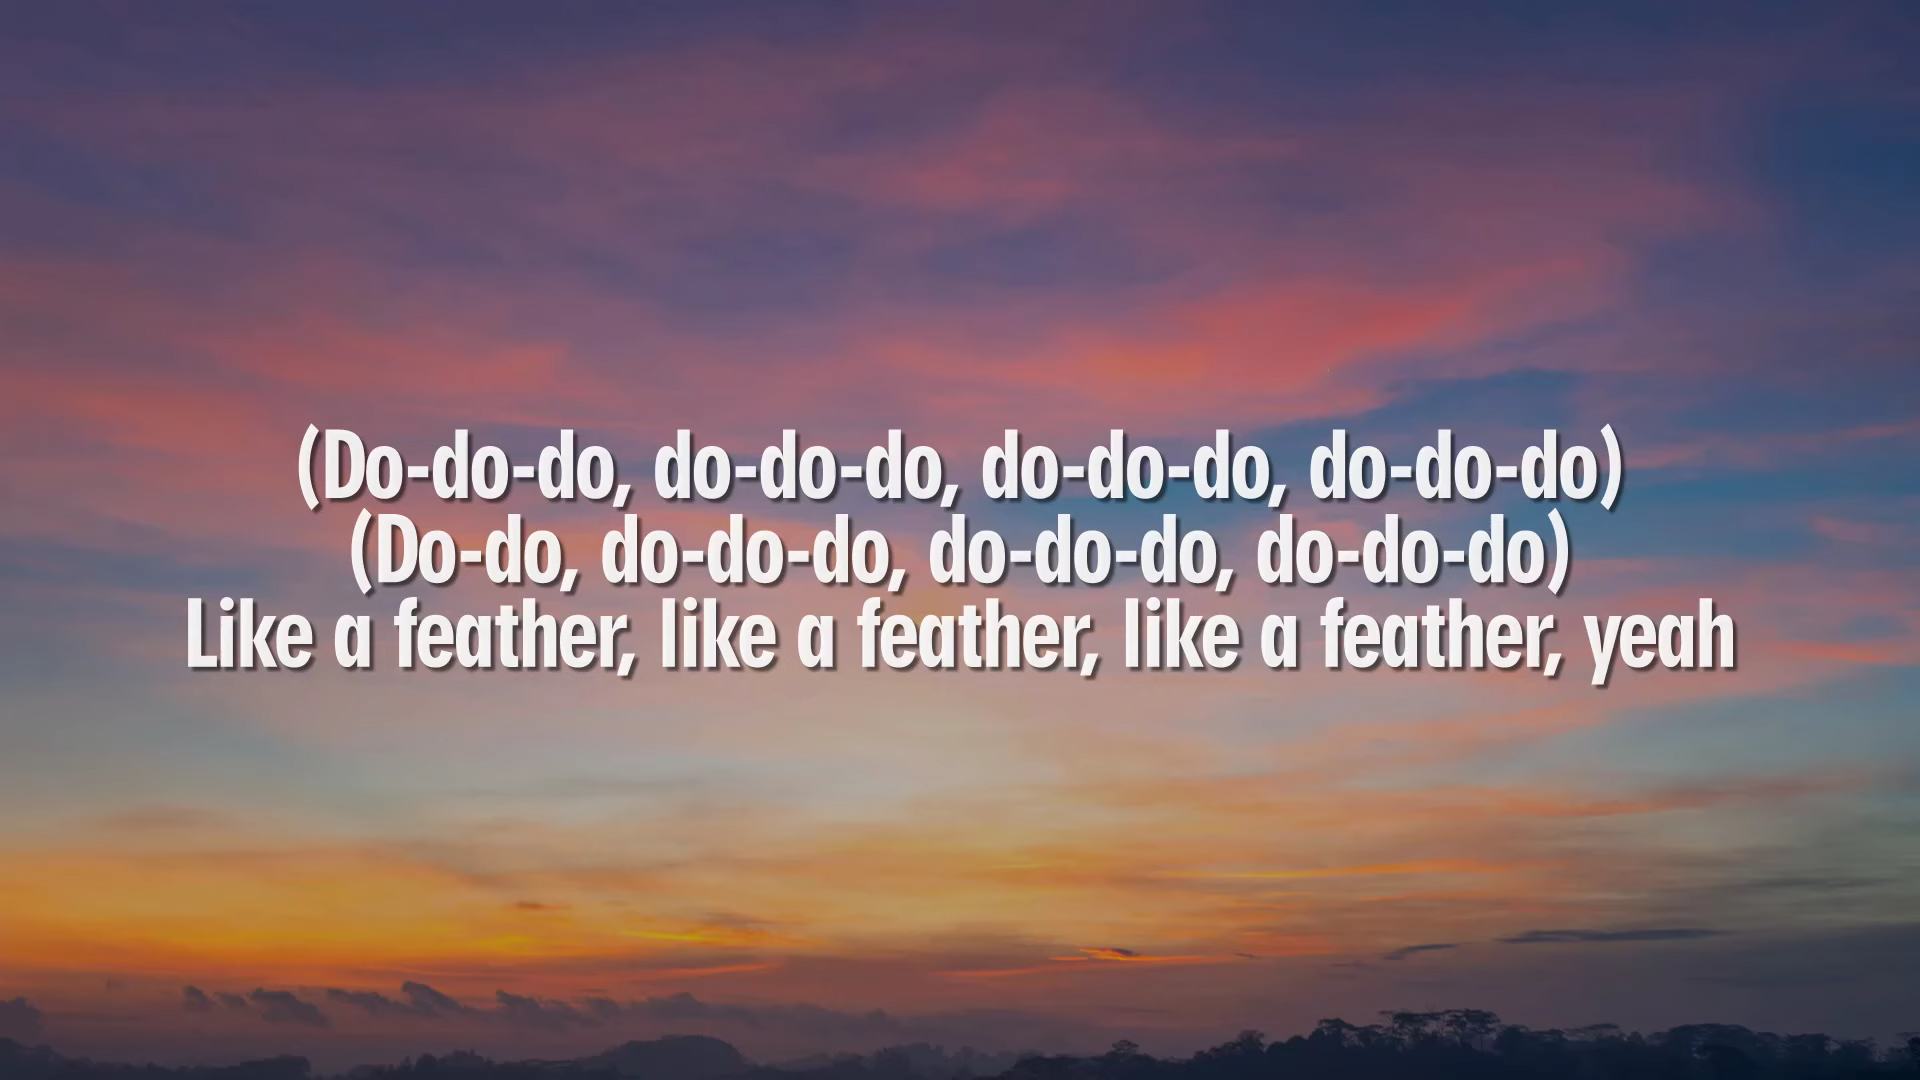 (Do-do-do, do-do-do, do-do-do, do-do-do)
(Do-do, do-do-do, do-do-do, do-do-do)
Like a feather, like a feather, like a feather, yeah